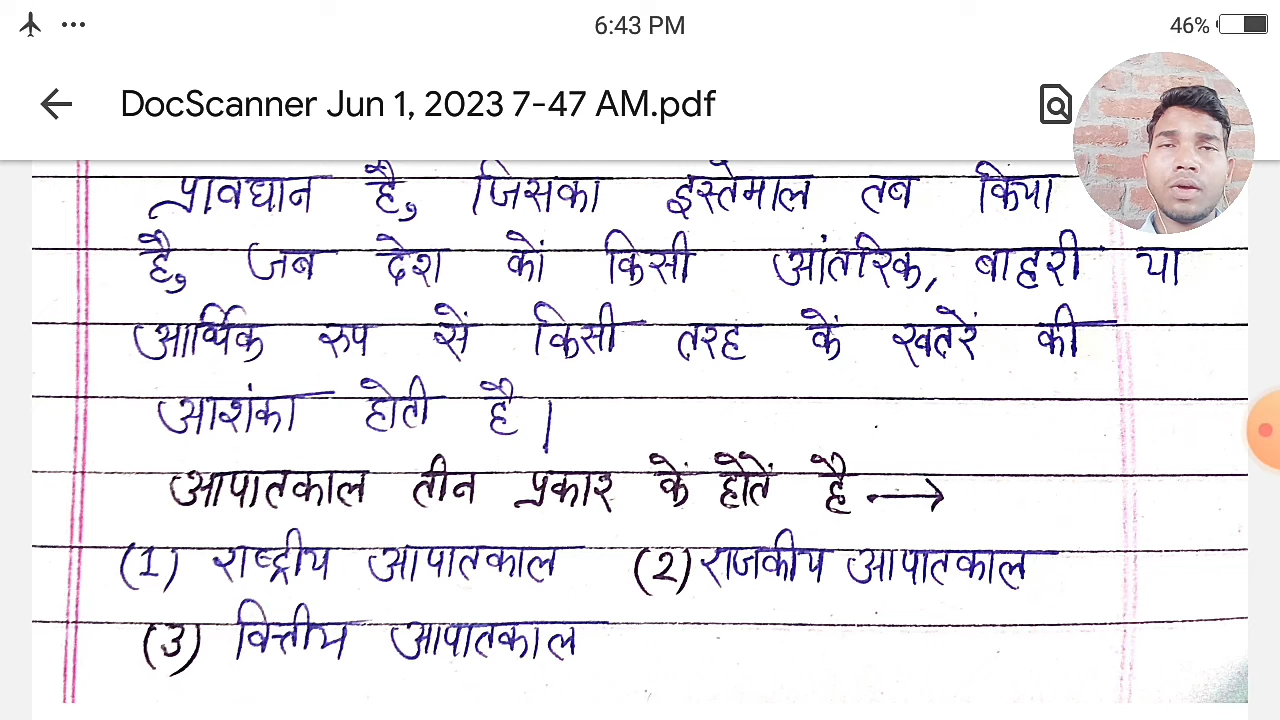 6:43 PM
46%
DocScanner Jun 1, 2023 7-47 AM.pdf
प्रावधान है, जिसका इस्तेमाल तब किया
है, जब देश कों किसी आंतरिक, बाहरी या
आर्थिक रुप सें किसी तरह कें खतरें की
आशंका होती है।
आपातकाल तीन प्रकार कें होतें है →
(1) राष्ट्रीय आपातकाल (2) राजकीय आपातकाल
(3) वित्तीय आपातकाल